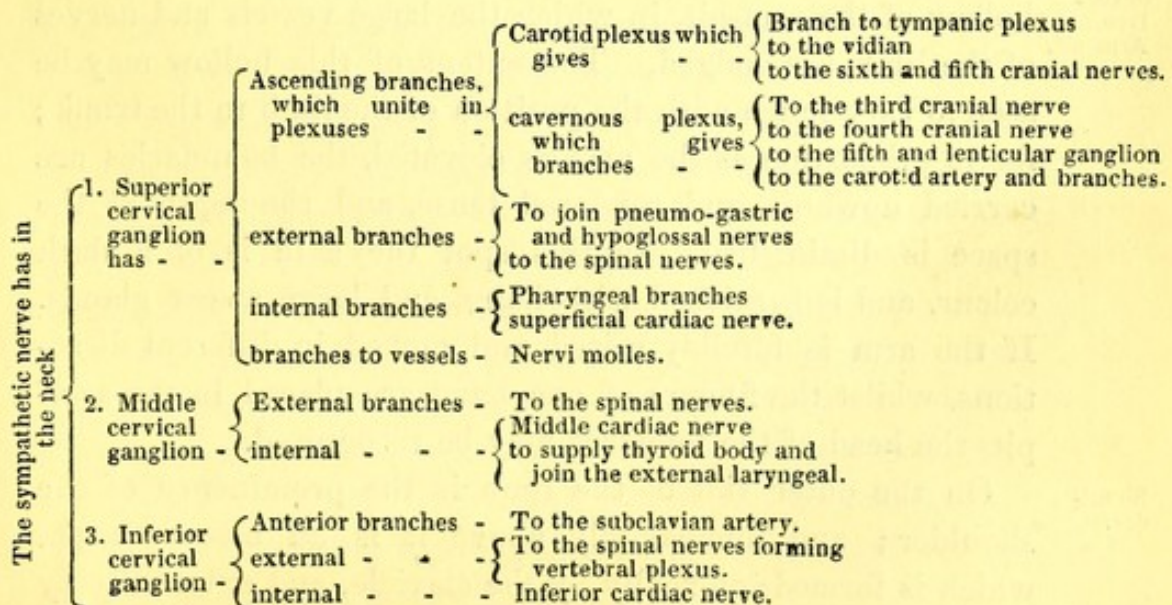 The sympathetic nerve has in
the neck
1. Superior
cervical
ganglion
has - -
Ascending branches,
which unite in
plexuses - -
Carotid plexus which
gives - -
Branch to tympanic plexus
to the vidian
to the sixth and fifth cranial nerves.
cavernous plexus,
which gives
branches - -
To the third cranial nerve
to the fourth cranial nerve
to the fifth and lenticular ganglion
to the carotid artery and branches.
external branches -
To join pneumo-gastric
and hypoglossal nerves
to the spinal nerves.
internal branches -
Pharyngeal branches
superficial cardiac nerve.
branches to vessels - Nervi molles.
2. Middle
cervical
ganglion -
External branches - To the spinal nerves.
internal - - -
Middle cardiac nerve
to supply thyroid body and
join the external laryngeal.
3. Inferior
cervical
ganglion -
Anterior branches - To the subclavian artery.
external - - -
To the spinal nerves forming
vertebral plexus.
internal - - - Inferior cardiac nerve.